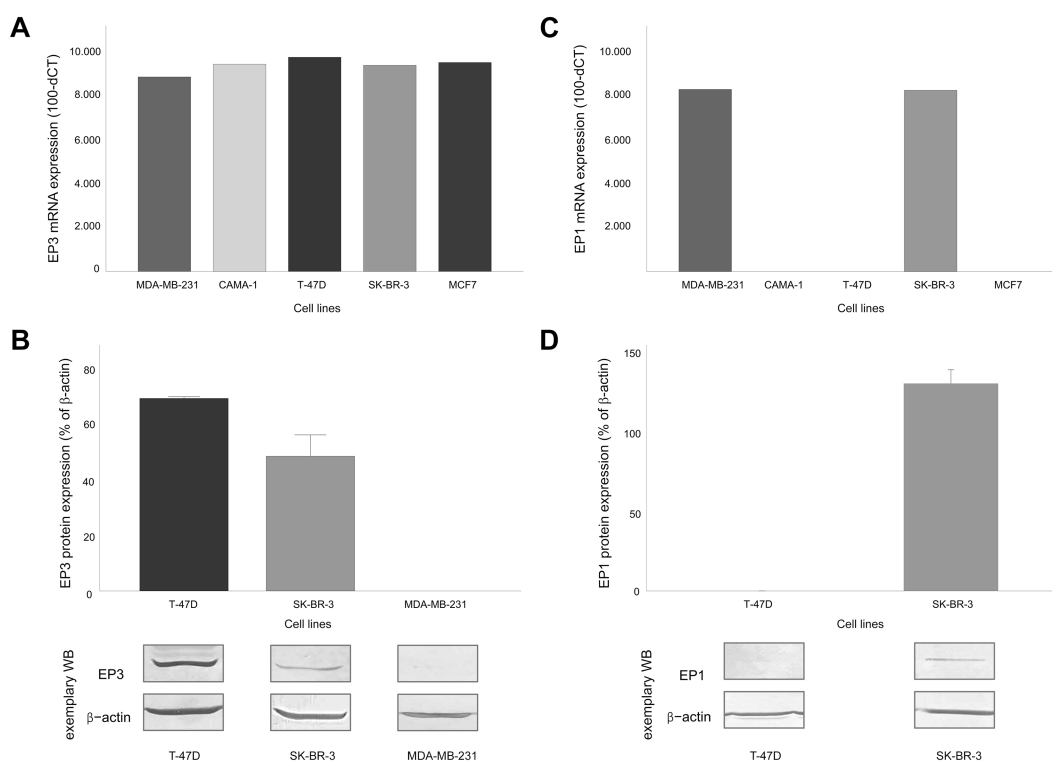 A
EP3 mRNA expression (100-dCT)
10.000
8.000
6.000
4.000
2.000
0
MDA-MB-231 CAMA-1 T-47D SK-BR-3 MCF7
Cell lines
C
EP1 mRNA expression (100-dCT)
10.000
8.000
6.000
4.000
2.000
MDA-MB-231 CAMA-1 T-47D SK-BR-3 MCF7
Cell lines
B
EP3 protein expression (% of β-actin)
80
60
40
20
0
T-47D SK-BR-3 MDA-MB-231
Cell lines
exemplary WB
EP3
β−actin
T-47D SK-BR-3 MDA-MB-231
D
EP1 protein expression (% of β-actin)
150
100
50
0
T-47D SK-BR-3
Cell lines
exemplary WB
EP1
β−actin
T-47D SK-BR-3